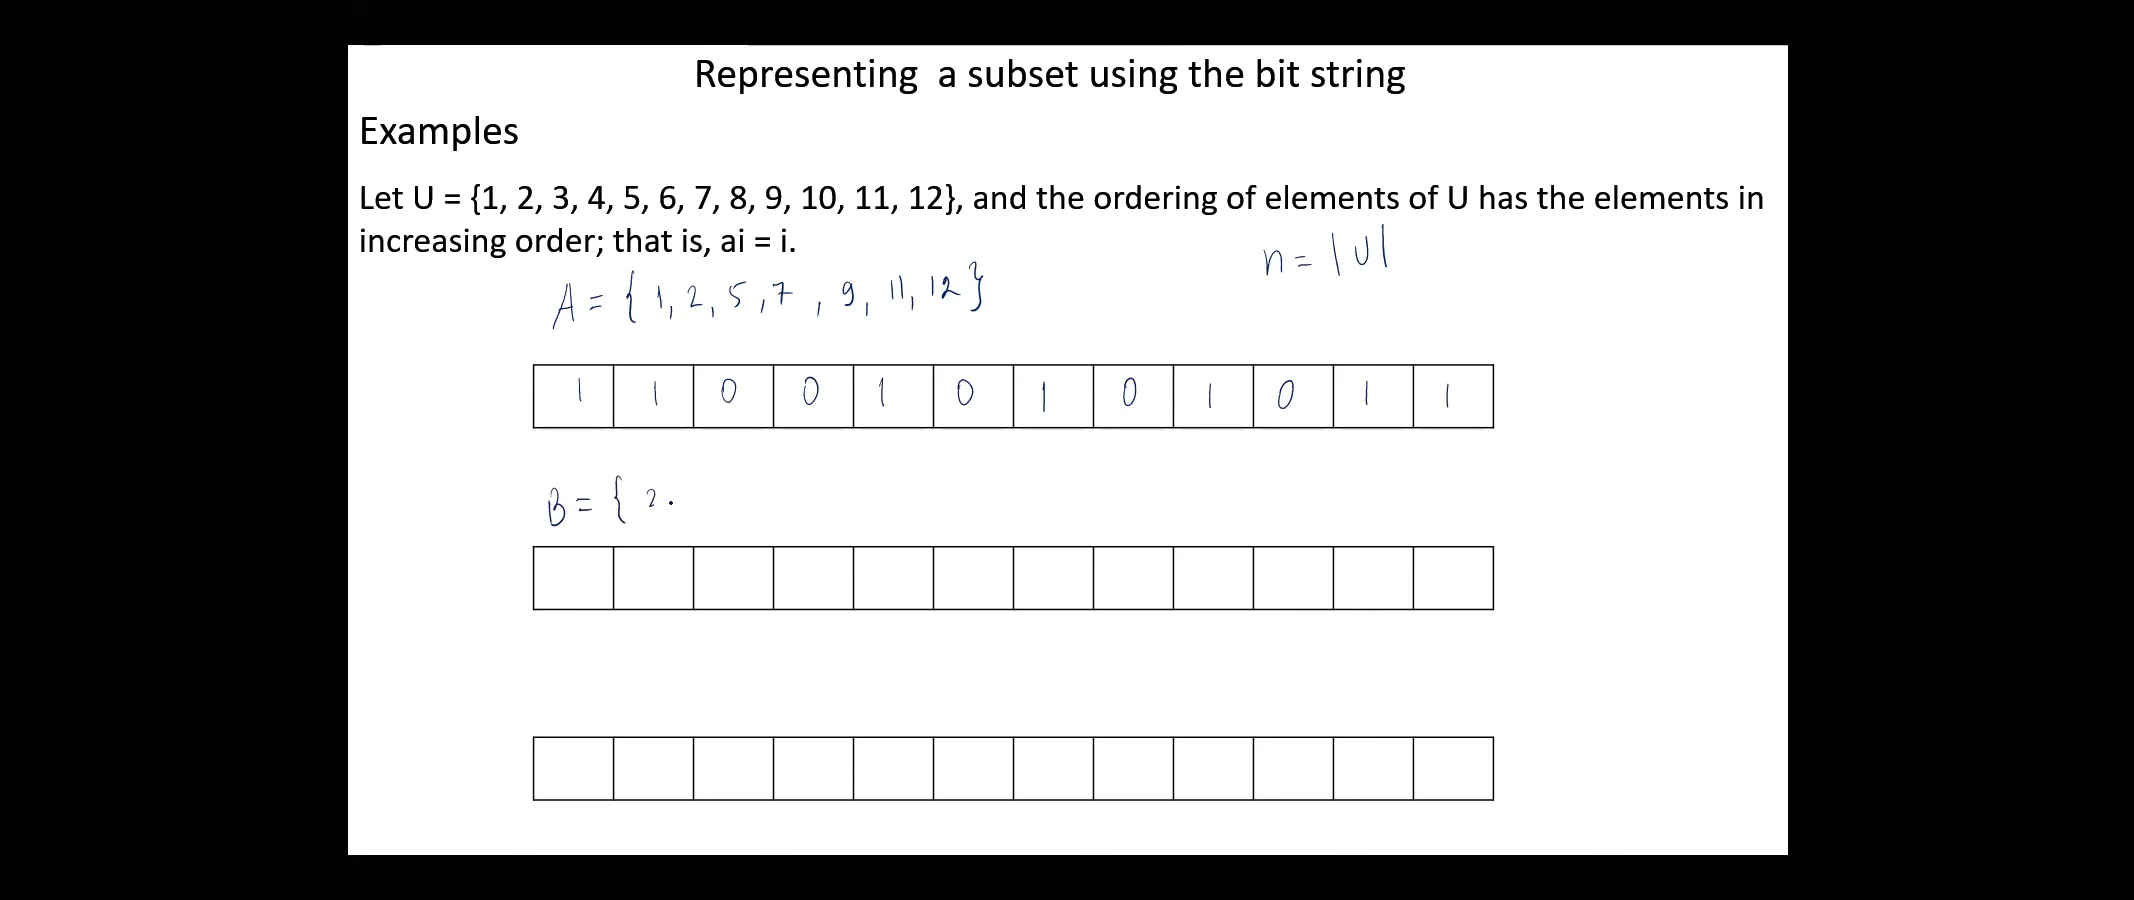 Representing a subset using the bit string
Examples
Let U = {1, 2, 3, 4, 5, 6, 7, 8, 9, 10, 11, 12}, and the ordering of elements of U has the elements in
increasing order; that is, ai = i.
n = |U|
A = { 1, 2, 5, 7, 9, 11, 12 }
1 1 0 0 1 0 1 0 1 0 1 1
B = { 2 .